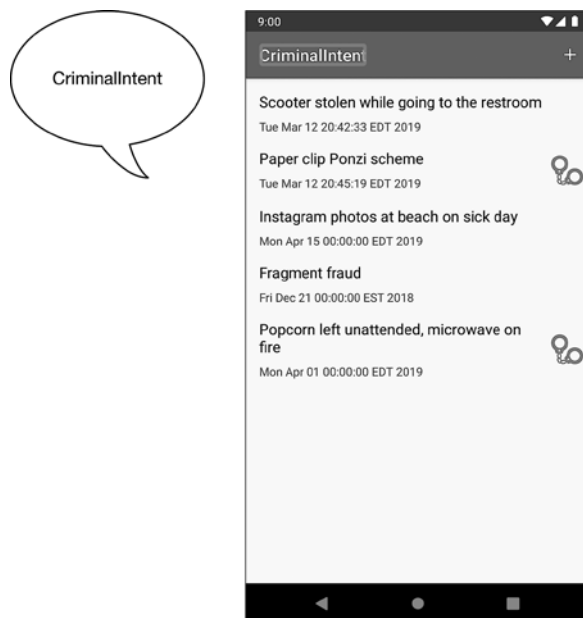 CriminalIntent
9:00
CriminalIntent
+
Scooter stolen while going to the restroom
Tue Mar 12 20:42:33 EDT 2019
Paper clip Ponzi scheme
Tue Mar 12 20:45:19 EDT 2019
Instagram photos at beach on sick day
Mon Apr 15 00:00:00 EDT 2019
Fragment fraud
Fri Dec 21 00:00:00 EST 2018
Popcorn left unattended, microwave on
fire
Mon Apr 01 00:00:00 EDT 2019